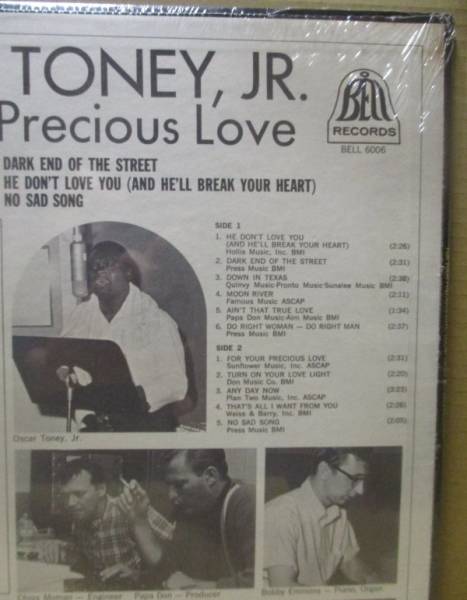 TONEY, JR.
Precious Love
BELL
RECORDS
BELL 6006
DARK END OF THE STREET
HE DON'T LOVE YOU (AND HE'LL BREAK YOUR HEART)
NO SAD SONG
SIDE 1
1. HE DON'T LOVE YOU
(AND HE'LL BREAK YOUR HEART) (2:26)
Hollis Music, Inc. BMI
2. DARK END OF THE STREET (2:31)
Press Music BMI
3. DOWN IN TEXAS (2:38)
Quinvy Music-Pronto Music-Sunalee Music BMI
4. MOON RIVER (2:11)
Famous Music ASCAP
5. AIN'T THAT TRUE LOVE (1:34)
Papa Don Music-Aim Music BMI
6. DO RIGHT WOMAN — DO RIGHT MAN (2:37)
Press Music BMI
SIDE 2
1. FOR YOUR PRECIOUS LOVE (2:31)
Sunflower Music, Inc. ASCAP
2. TURN ON YOUR LOVE LIGHT (2:20)
Don Music Co. BMI
3. ANY DAY NOW (3:23)
Plan Two Music, Inc. ASCAP
4. THAT'S ALL I WANT FROM YOU (2:28)
Weiss & Barry, Inc. BMI
5. NO SAD SONG (2:05)
Press Music BMI
Oscar Toney, Jr.
Chips Moman — Engineer Papa Don — Producer
Bobby Emmons — Piano, Organ